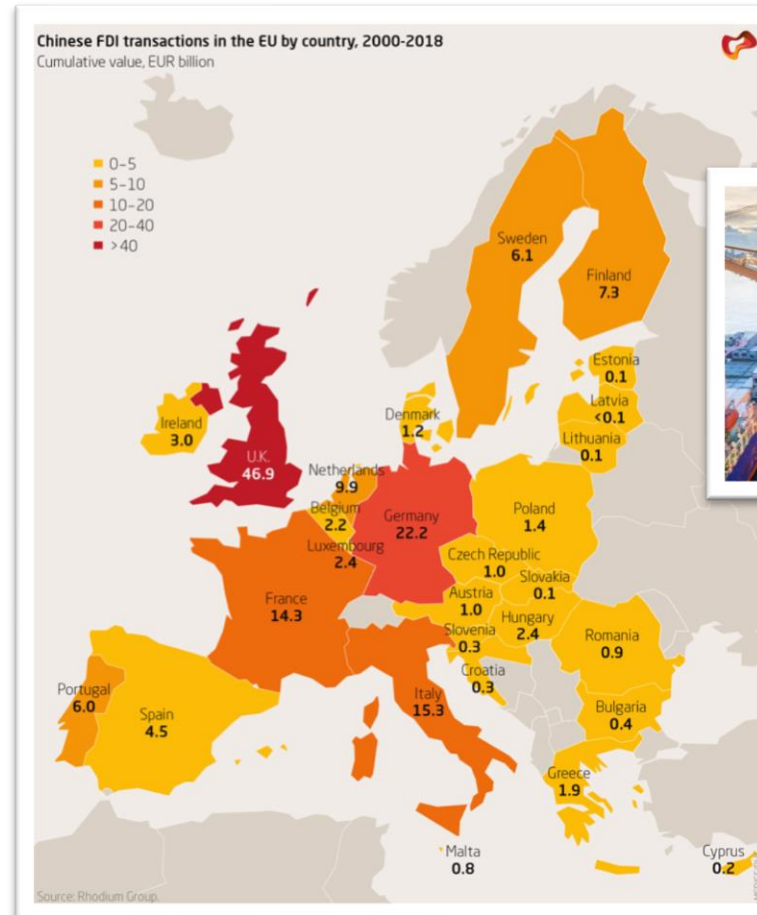 Chinese FDI transactions in the EU by country, 2000-2018
Cumulative value, EUR billion
0–5
5–10
10–20
20–40
>40
Sweden
6.1
Finland
7.3
Estonia
0.1
Latvia
<0.1
Lithuania
0.1
Denmark
1.2
Ireland
3.0
U.K.
46.9
Netherlands
9.9
Belgium
2.2
Luxembourg
2.4
Germany
22.2
Poland
1.4
Czech Republic
1.0
Slovakia
0.1
Austria
1.0
Hungary
2.4
Slovenia
0.3
Croatia
0.3
France
14.3
Romania
0.9
Bulgaria
0.4
Portugal
6.0
Spain
4.5
Italy
15.3
Greece
1.9
Malta
0.8
Cyprus
0.2
Source: Rhodium Group.